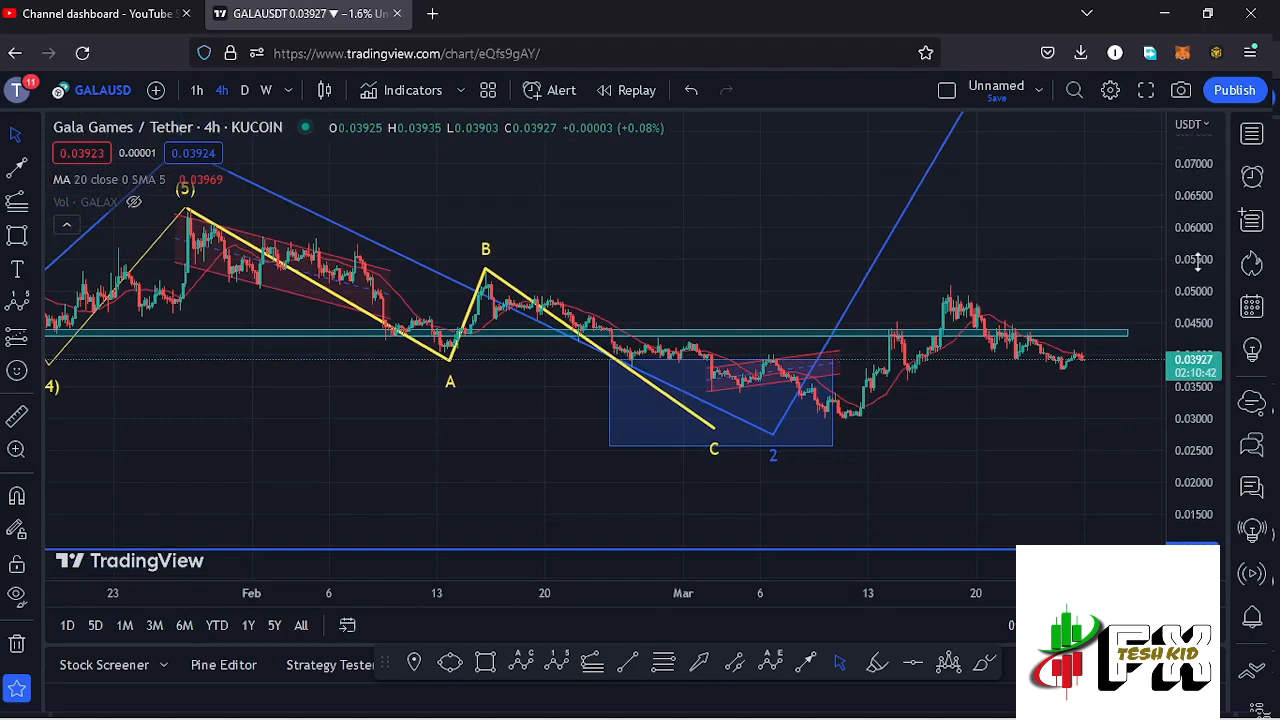 Channel dashboard - YouTube S
GALAUSDT 0.03927 ▼ −1.6% Un
https://www.tradingview.com/chart/eQfs9gAY/
T
11
GALAUSD
1h
4h
D
W
Indicators
Alert
Replay
Unnamed
Save
Publish
Gala Games / Tether · 4h · KUCOIN
O0.03925 H0.03935 L0.03903 C0.03927 +0.00003 (+0.08%)
USDT
0.03923
0.00001
0.03924
MA 20 close 0 SMA 5 0.03969
Vol · GALAX
(5)
B
A
C
2
4)
0.07000
0.06500
0.06000
0.05000
0.04500
0.03927
02:10:42
0.03500
0.03000
0.02500
0.02000
0.01500
TradingView
23
Feb
6
13
20
Mar
6
13
20
1D
5D
1M
3M
6M
YTD
1Y
5Y
All
Stock Screener
Pine Editor
Strategy Teste
FX
TESH KID